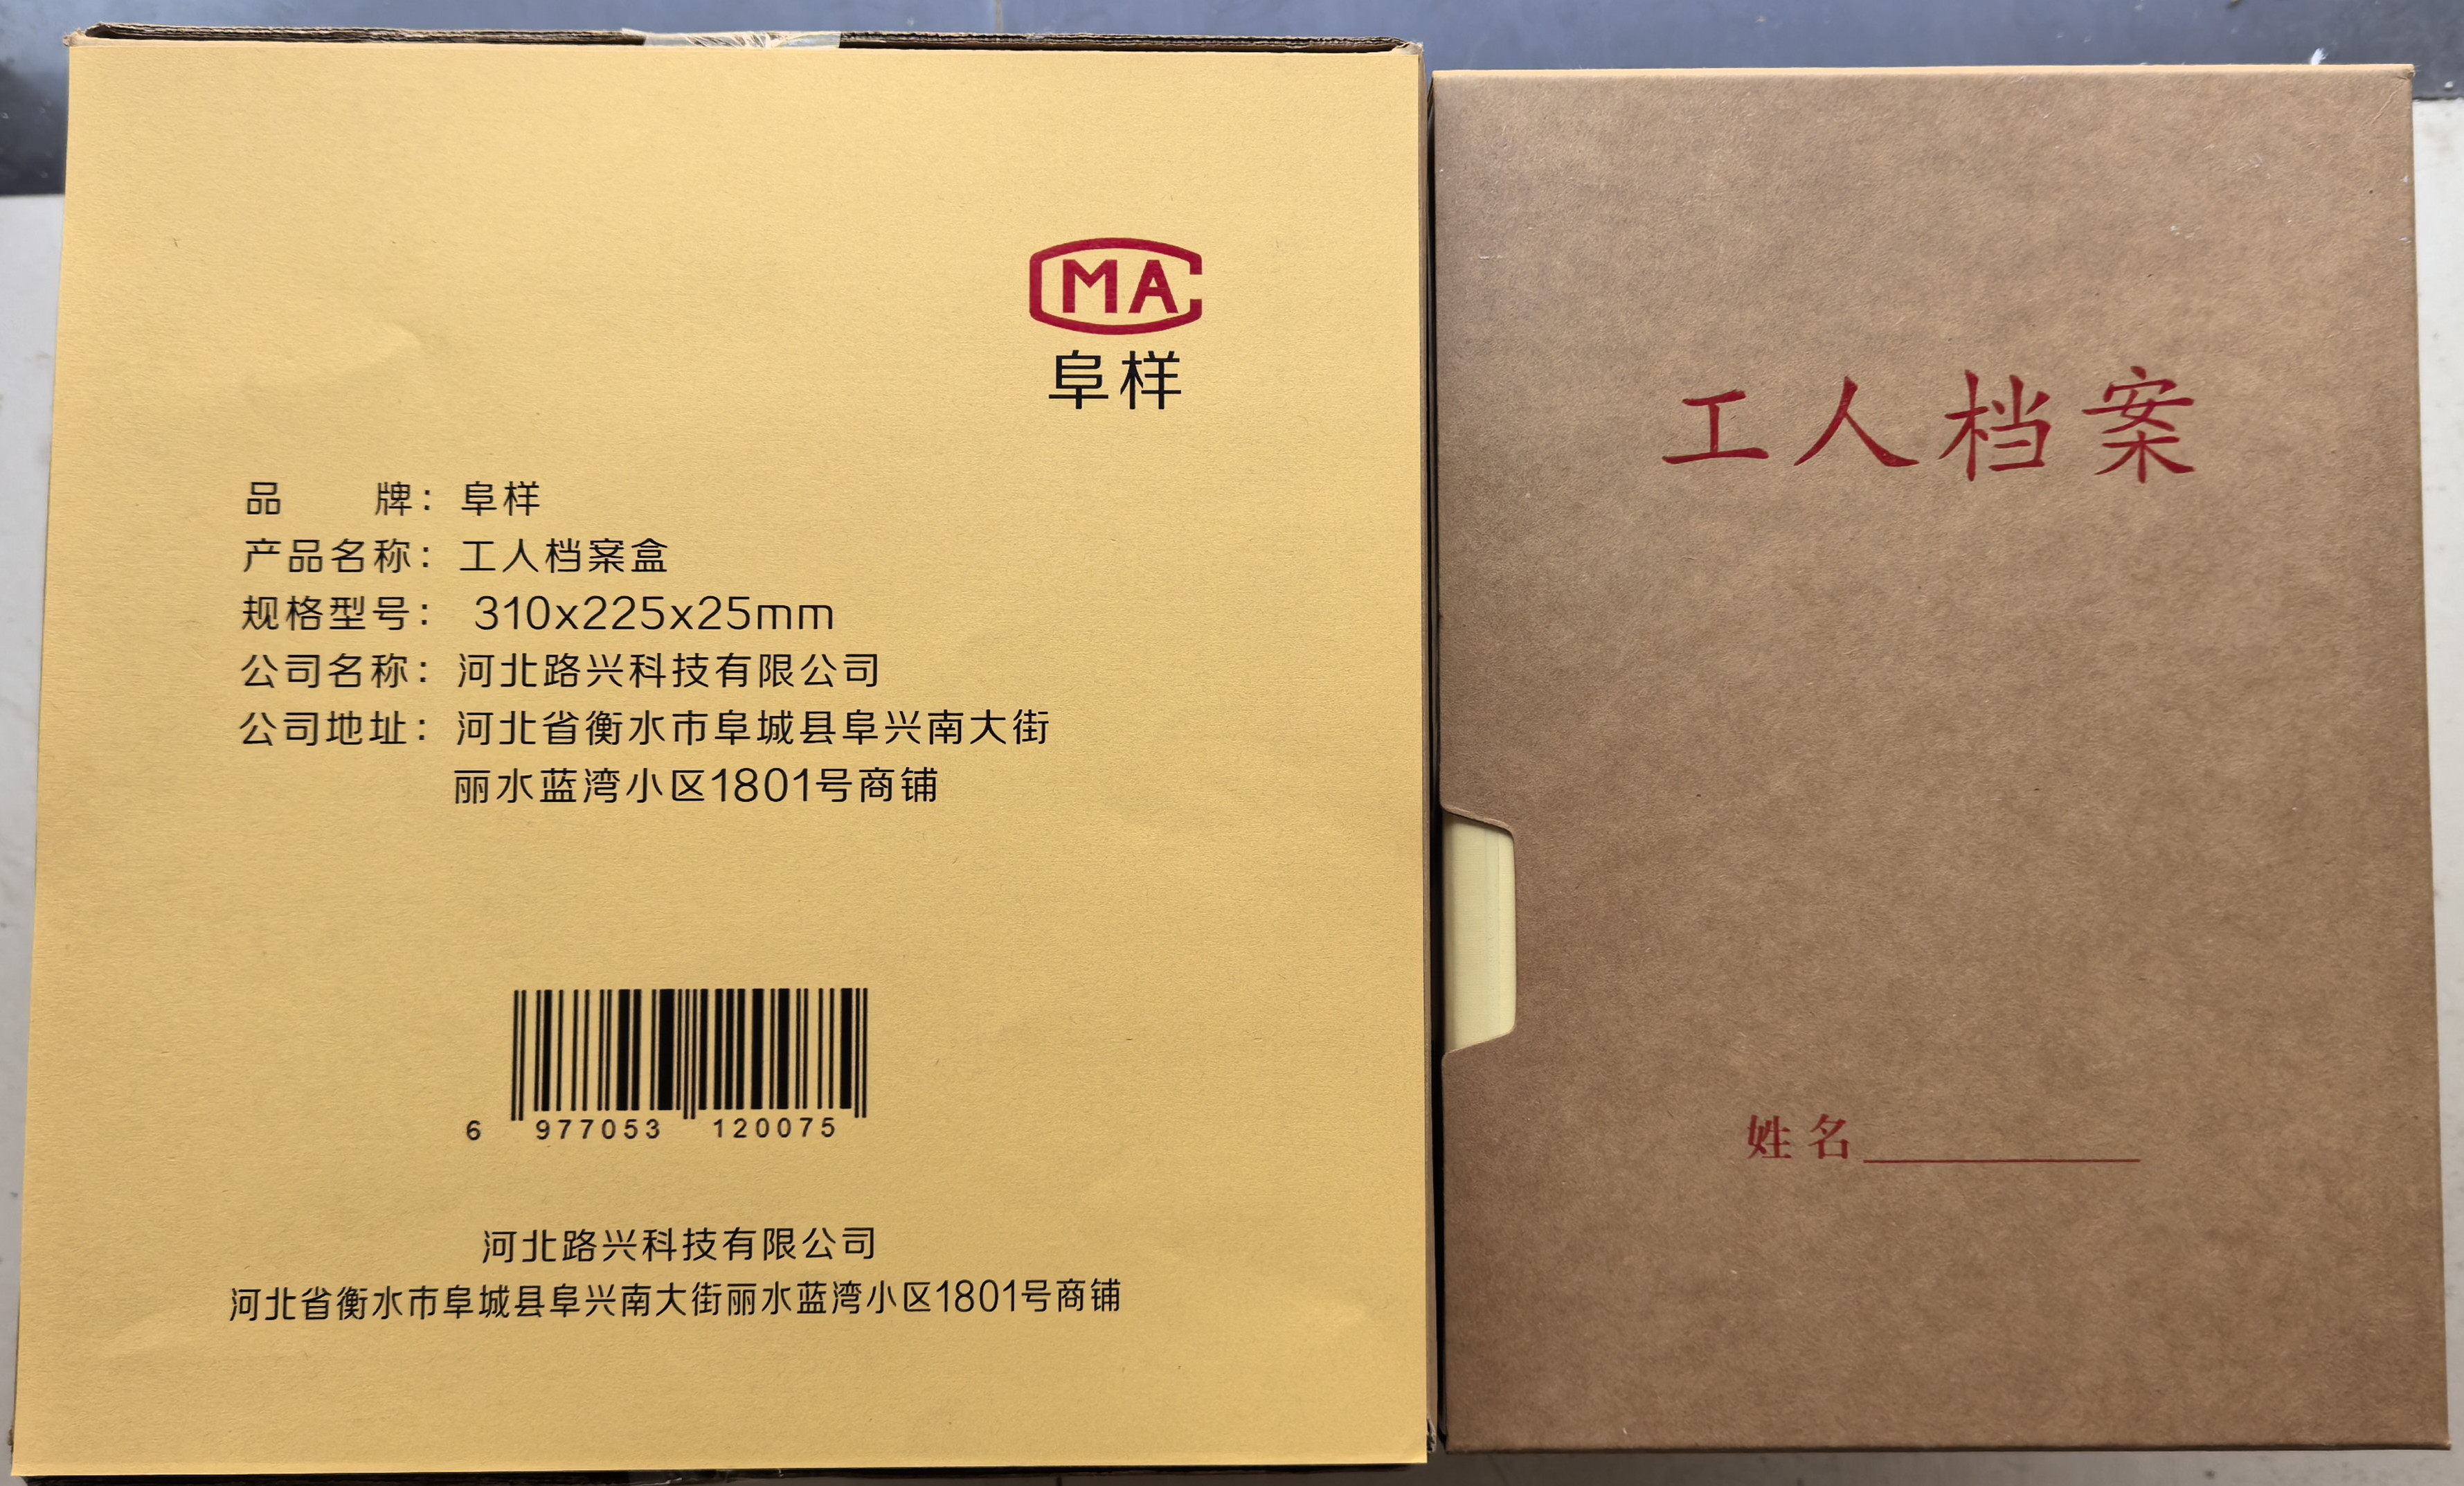 MA
阜样
品 牌：阜样
产品名称：工人档案盒
规格型号： 310x225x25mm
公司名称：河北路兴科技有限公司
公司地址：河北省衡水市阜城县阜兴南大街
丽水蓝湾小区1801号商铺
6 977053 120075
河北路兴科技有限公司
河北省衡水市阜城县阜兴南大街丽水蓝湾小区1801号商铺
工人档案
姓名